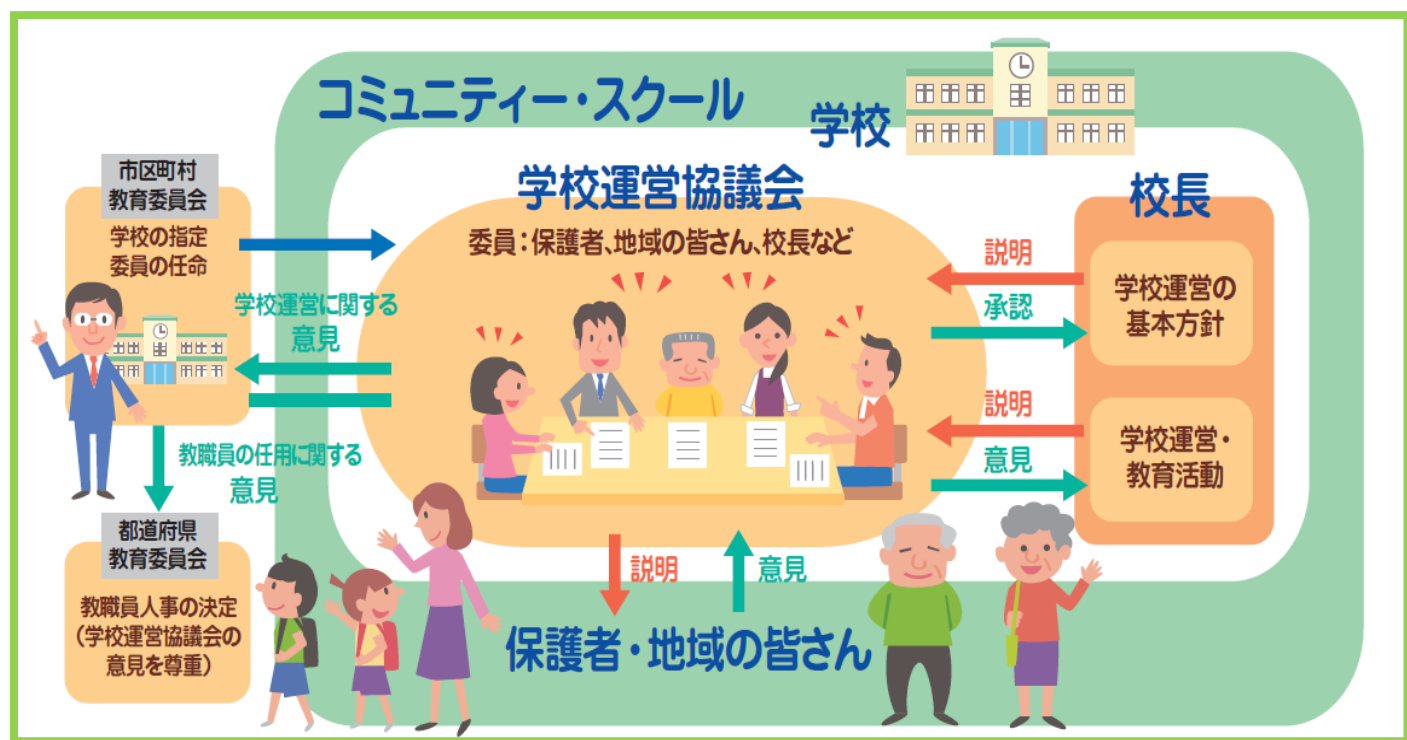 コミュニティー・スクール
学校
市区町村
教育委員会
学校の指定
委員の任命
学校運営協議会
委員：保護者、地域の皆さん、校長など
校長
説明
承認
学校運営の
基本方針
学校運営に関する
意見
説明
意見
学校運営・
教育活動
教職員の任用に関する
意見
都道府県
教育委員会
教職員人事の決定
（学校運営協議会の
意見を尊重）
説明
意見
保護者・地域の皆さん